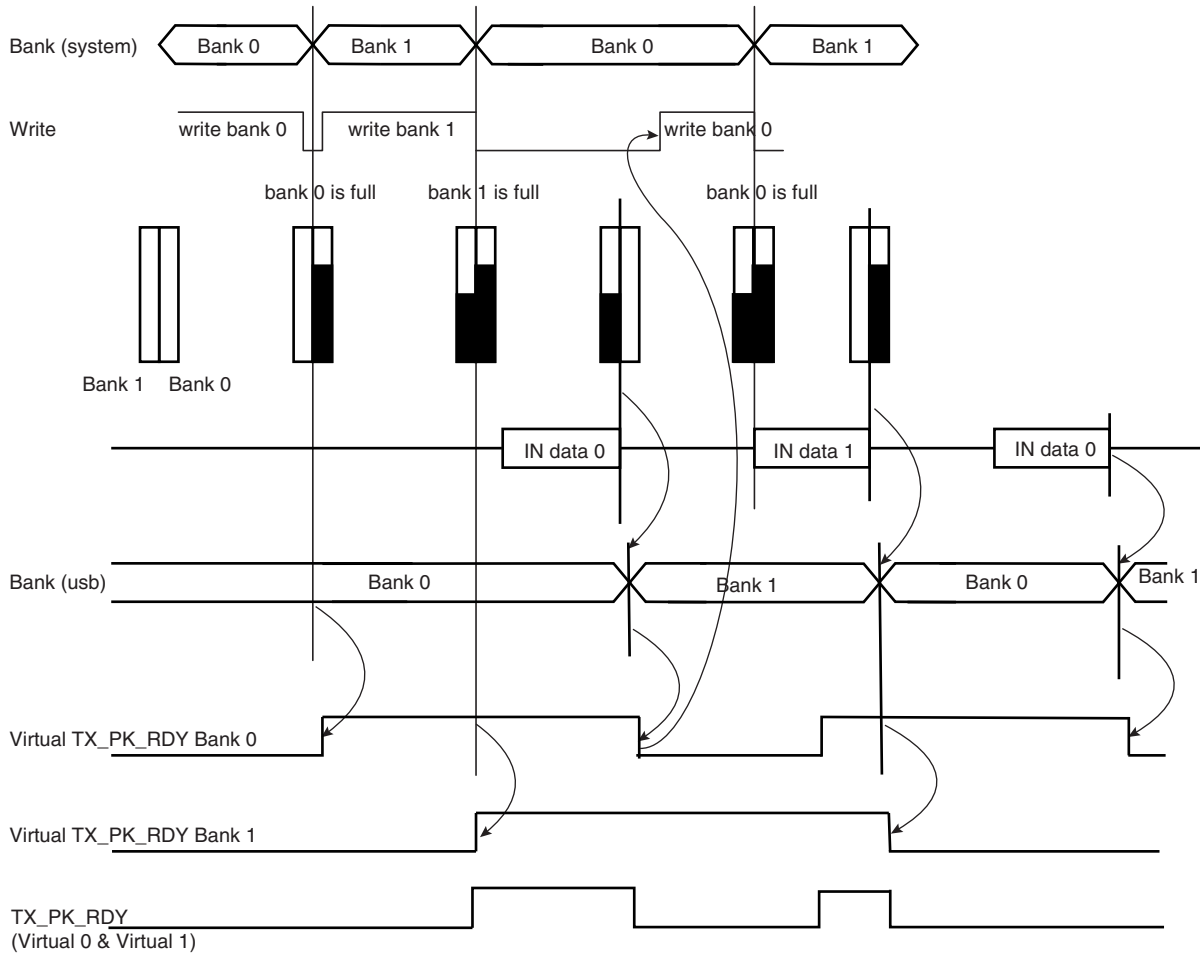 Bank (system)
Bank 0
Bank 1
Bank 0
Bank 1
Write
write bank 0
write bank 1
write bank 0
bank 0 is full
bank 1 is full
bank 0 is full
Bank 1
Bank 0
IN data 0
IN data 1
IN data 0
Bank (usb)
Bank 0
Bank 1
Bank 0
Bank 1
Virtual TX_PK_RDY Bank 0
Virtual TX_PK_RDY Bank 1
TX_PK_RDY
(Virtual 0 & Virtual 1)